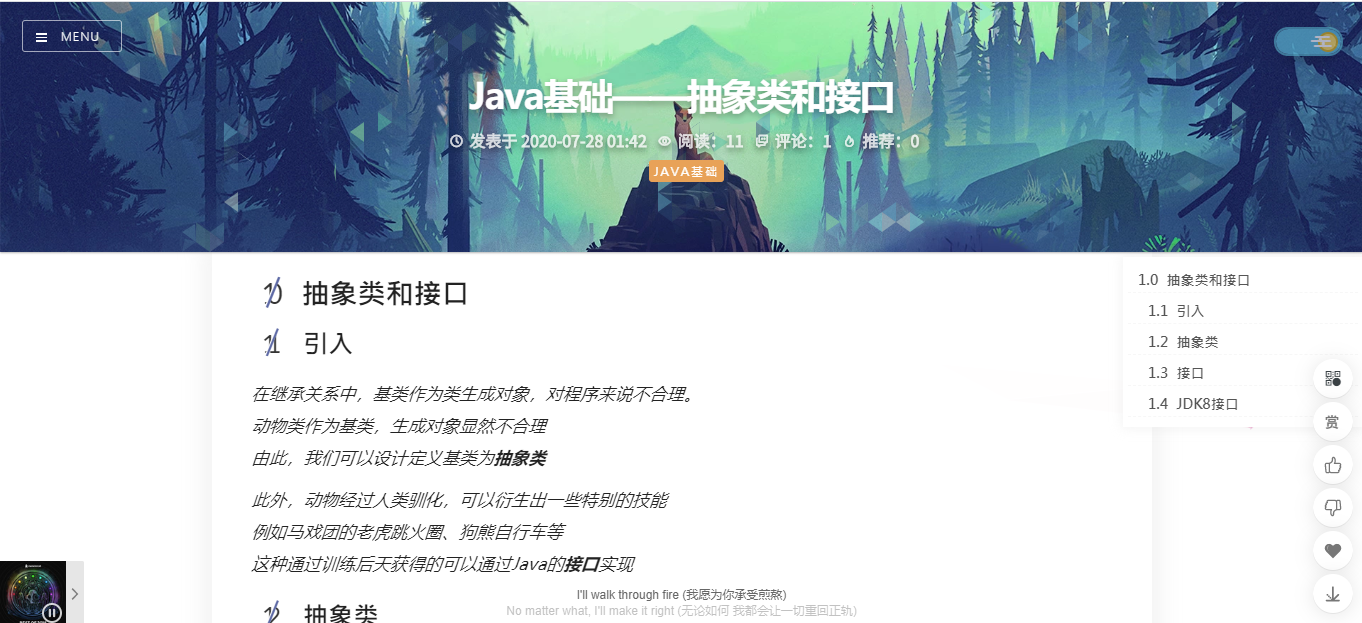 MENU
Java基础——抽象类和接口
发表于 2020-07-28 01:42 阅读：11 评论：1 推荐：0
JAVA基础
1.0 抽象类和接口
1.1 引入
1.2 抽象类
1.3 接口
1.4 JDK8接口
1.0 抽象类和接口
1.1 引入
在继承关系中，基类作为类生成对象，对程序来说不合理。
动物类作为基类，生成对象显然不合理
由此，我们可以设计定义基类为抽象类
此外，动物经过人类驯化，可以衍生出一些特别的技能
例如马戏团的老虎跳火圈、狗熊自行车等
这种通过训练后天获得的可以通过Java的接口实现
抽象类
赏
I'll walk through fire (我愿为你承受煎熬)
No matter what, I'll make it right (无论如何 我都会让一切重回正轨)